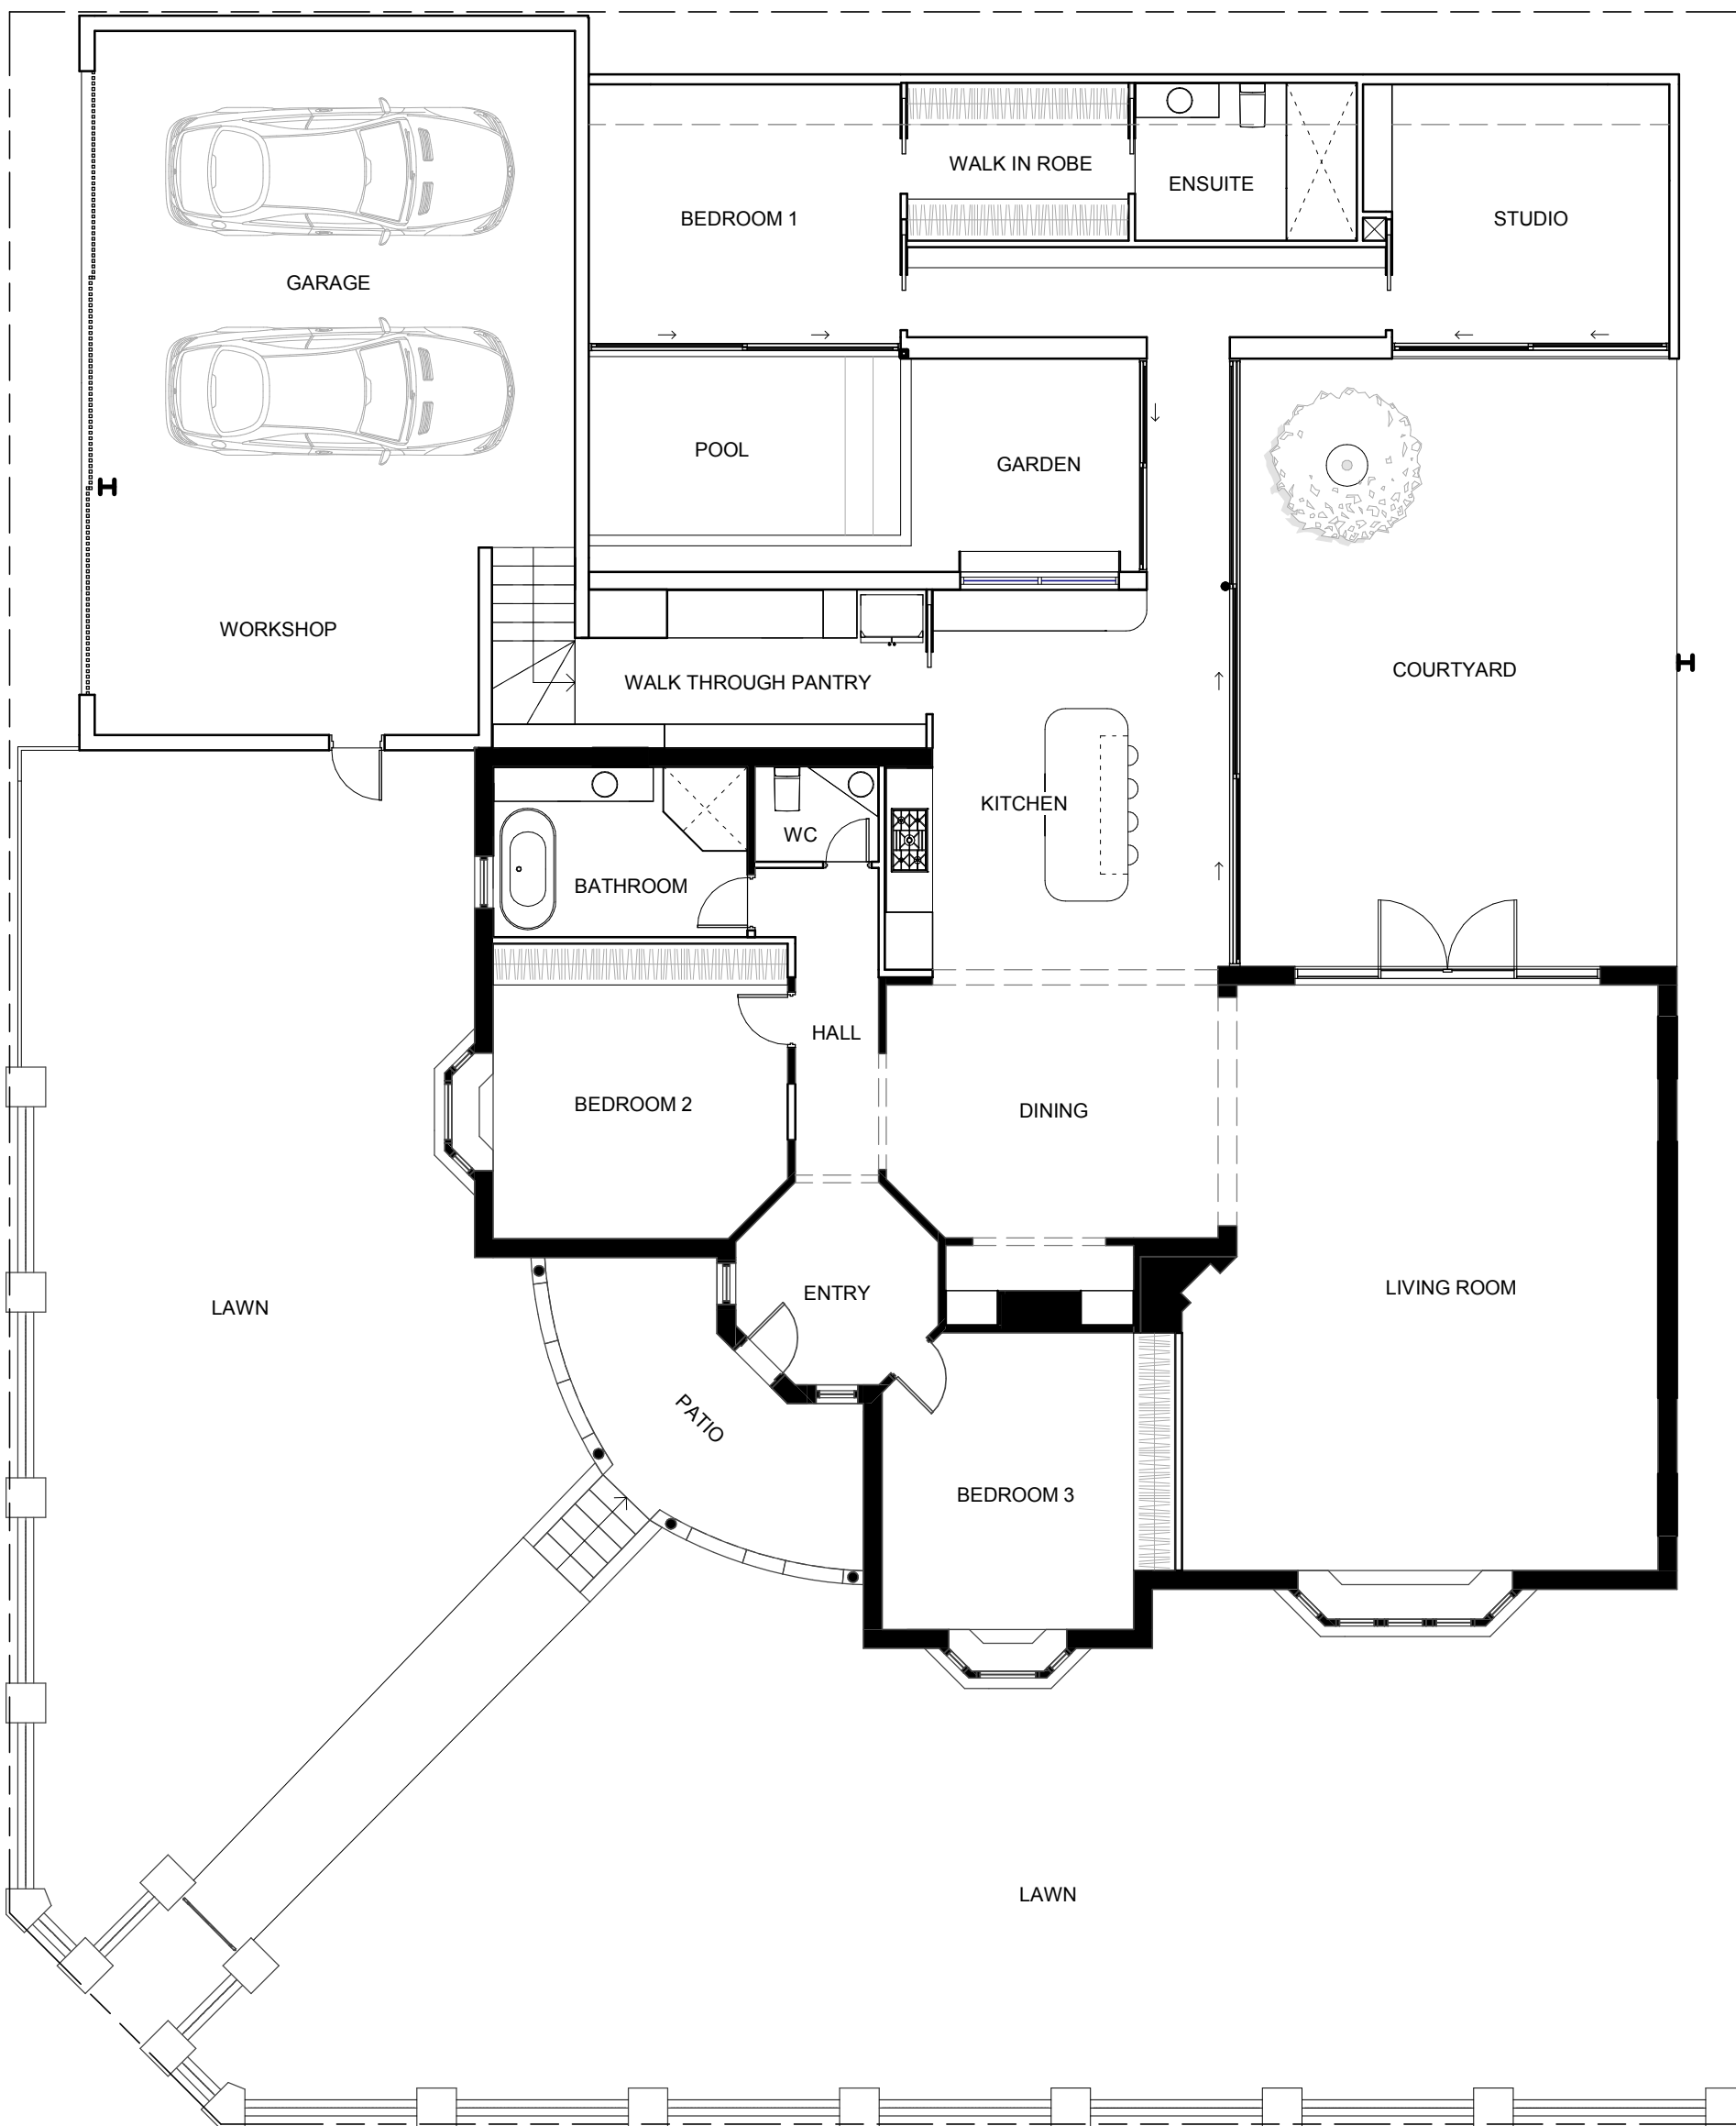 WALK IN ROBE
ENSUITE
BEDROOM 1
STUDIO
GARAGE
POOL
GARDEN
WORKSHOP
WALK THROUGH PANTRY
COURTYARD
KITCHEN
WC
BATHROOM
HALL
BEDROOM 2
DINING
ENTRY
LIVING ROOM
LAWN
PATIO
BEDROOM 3
LAWN